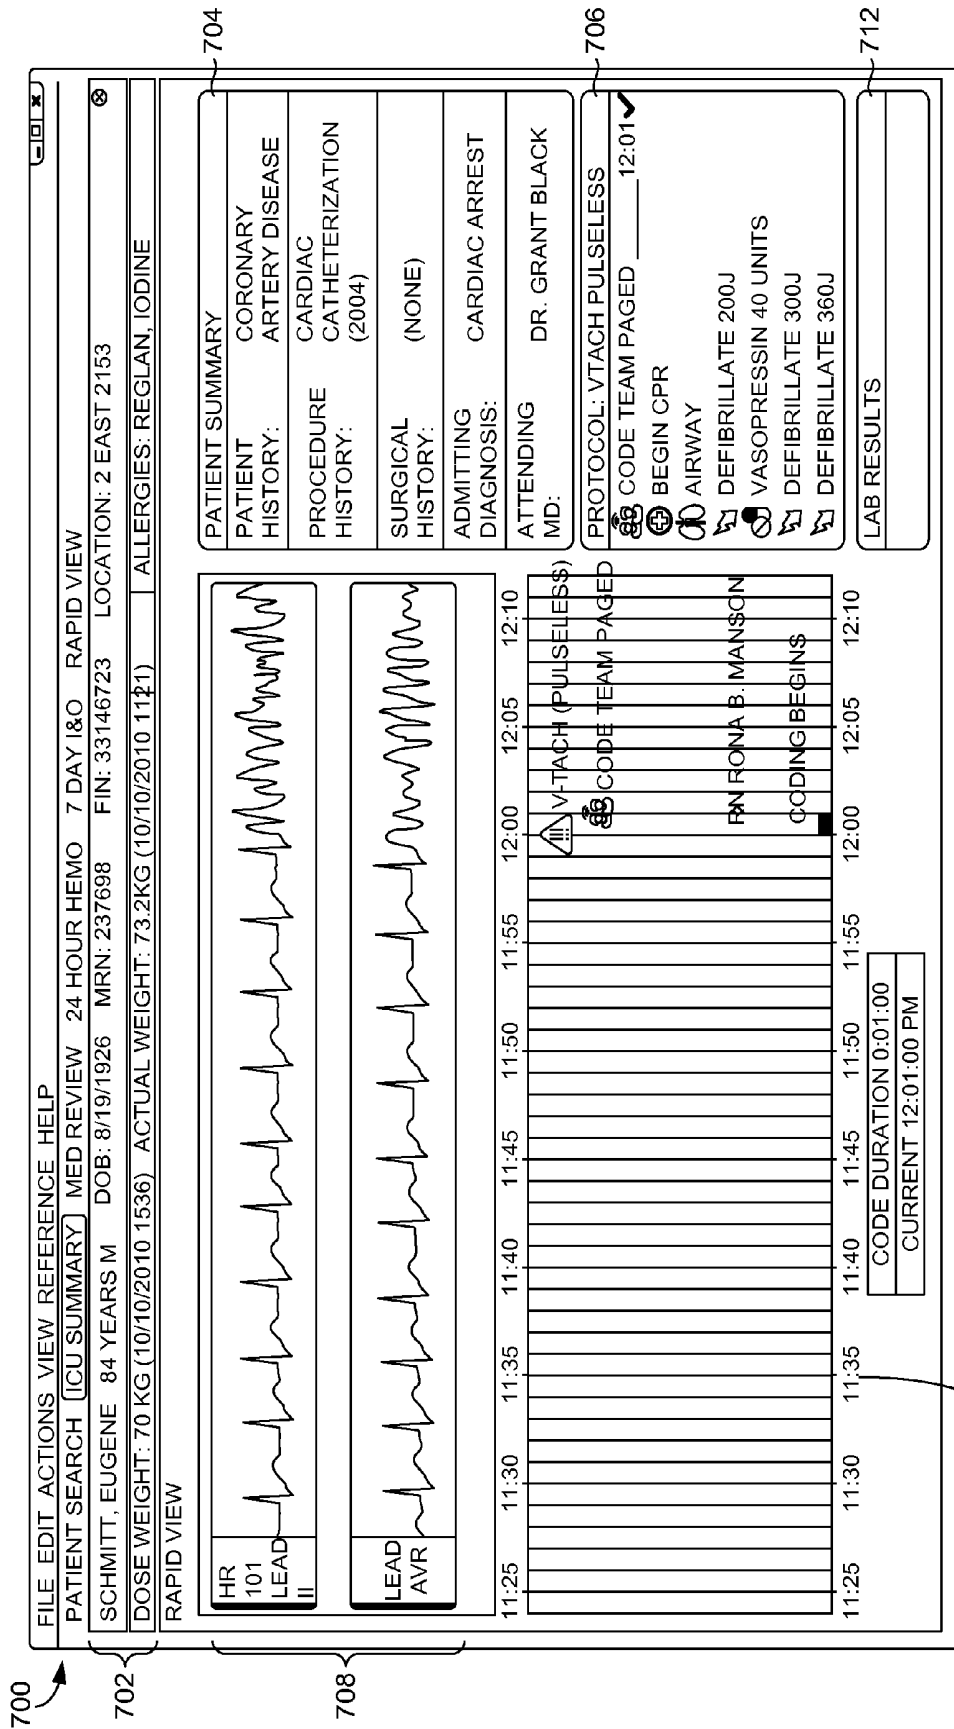 700
FILE EDIT ACTIONS VIEW REFERENCE HELP
PATIENT SEARCH ICU SUMMARY MED REVIEW 24 HOUR HEMO 7 DAY I&O RAPID VIEW
702
SCHMITT, EUGENE 84 YEARS M DOB: 8/19/1926 MRN: 237698 FIN: 33146723 LOCATION: 2 EAST 2153
DOSE WEIGHT: 70 KG (10/10/2010 1536) ACTUAL WEIGHT: 73.2KG (10/10/2010 1121) ALLERGIES: REGLAN, IODINE
RAPID VIEW
708
HR
101
LEAD
II
LEAD
AVR
11:25 11:30 11:35 11:40 11:45 11:50 11:55 12:00 12:05 12:10
V-TACH (PULSELESS)
CODE TEAM PAGED
RN RONA B. MANSON
CODING BEGINS
11:25 11:30 11:35 11:40 11:45 11:50 11:55 12:00 12:05 12:10
CODE DURATION 0:01:00
CURRENT 12:01:00 PM
704
PATIENT SUMMARY
PATIENT CORONARY
HISTORY: ARTERY DISEASE
PROCEDURE CARDIAC
HISTORY: CATHETERIZATION
(2004)
SURGICAL (NONE)
HISTORY:
ADMITTING CARDIAC ARREST
DIAGNOSIS:
ATTENDING DR. GRANT BLACK
MD:
706
PROTOCOL: VTACH PULSELESS
CODE TEAM PAGED 12:01
BEGIN CPR
AIRWAY
DEFIBRILLATE 200J
VASOPRESSIN 40 UNITS
DEFIBRILLATE 300J
DEFIBRILLATE 360J
712
LAB RESULTS